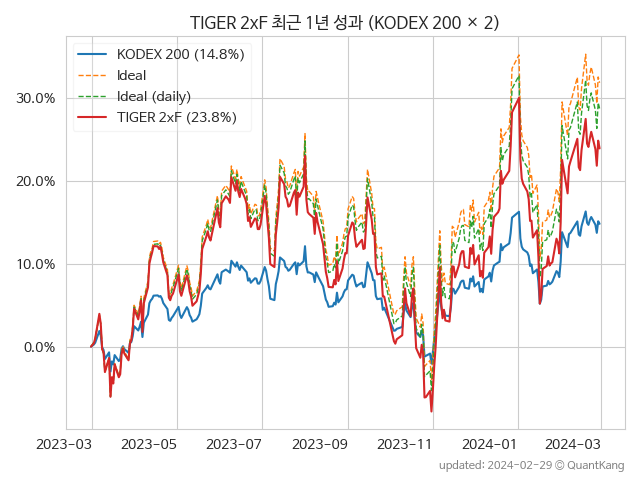 TIGER 2xF 최근 1년 성과 (KODEX 200 × 2)
KODEX 200 (14.8%)
Ideal
Ideal (daily)
TIGER 2xF (23.8%)
30.0%
20.0%
10.0%
0.0%
2023-03 2023-05 2023-07 2023-09 2023-11 2024-01 2024-03
updated: 2024-02-29 © QuantKang